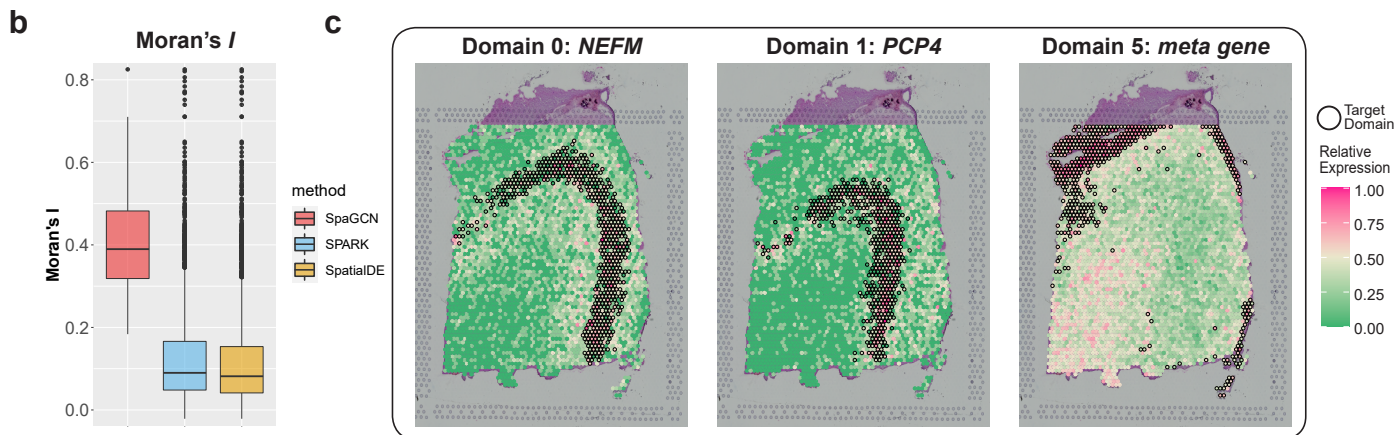 b
Moran's I
Moran's I
0.8
0.6
0.4
0.2
0.0
method
SpaGCN
SPARK
SpatialDE
c
Domain 0: NEFM
Domain 1: PCP4
Domain 5: meta gene
Target
Domain
Relative
Expression
1.00
0.75
0.50
0.25
0.00